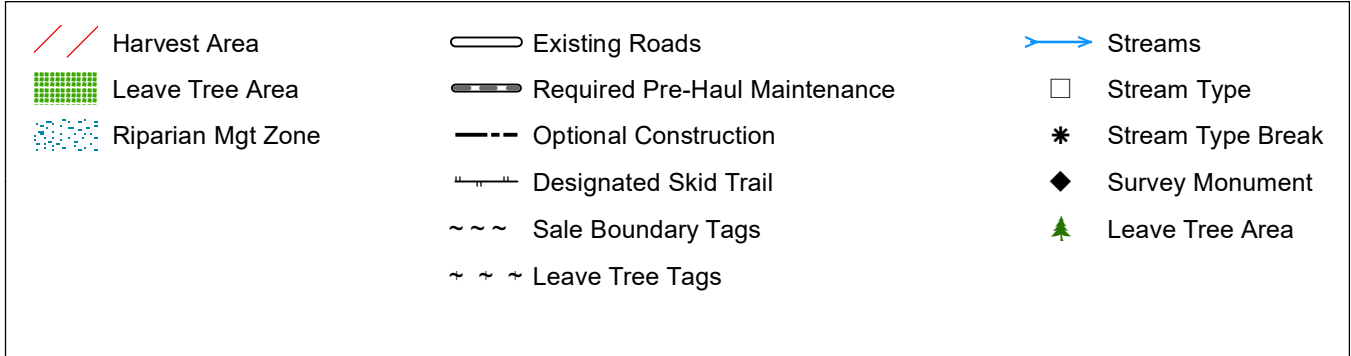 Harvest Area
Leave Tree Area
Riparian Mgt Zone
Existing Roads
Required Pre-Haul Maintenance
Optional Construction
Designated Skid Trail
Sale Boundary Tags
Leave Tree Tags
Streams
Stream Type
Stream Type Break
Survey Monument
Leave Tree Area